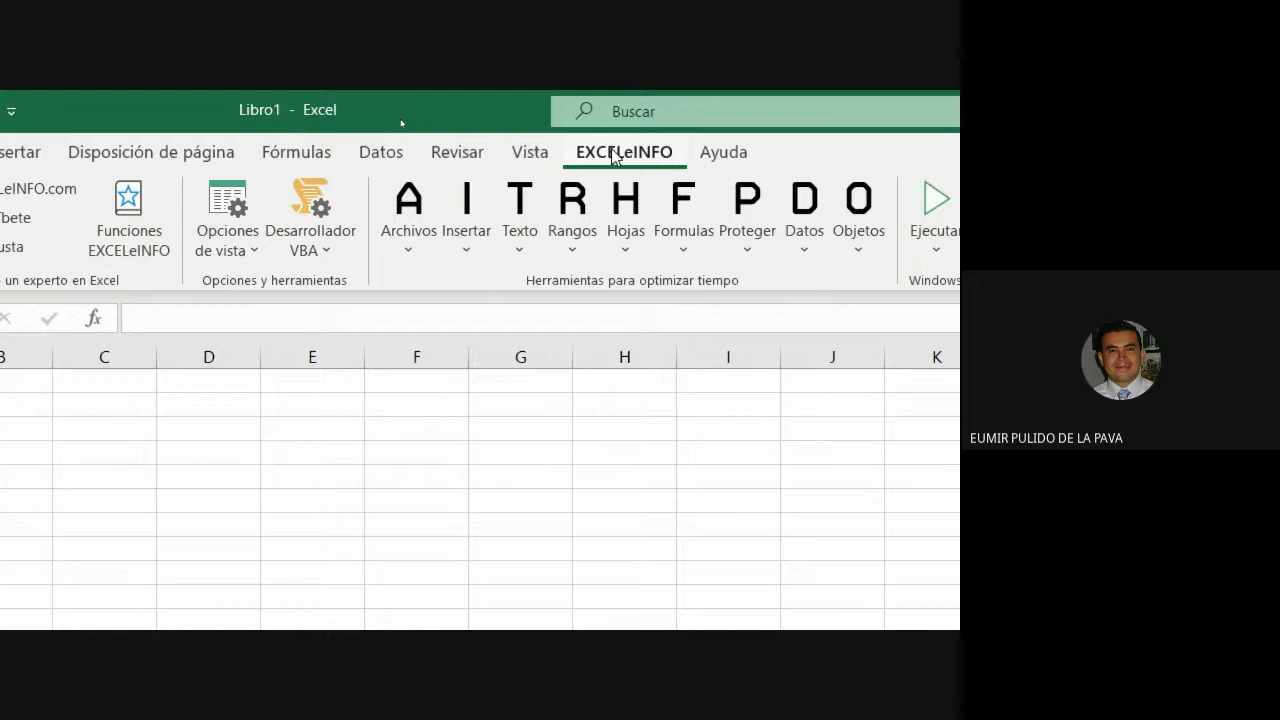 Libro1 - Excel
Buscar
sertar Disposición de página Fórmulas Datos Revisar Vista EXCELeINFO Ayuda
LeINFO.com
Funciones
EXCELeINFO
un experto en Excel
Opciones
de vista
Desarrollador
VBA
Opciones y herramientas
A I T R H F P D O
Archivos Insertar Texto Rangos Hojas Formulas Proteger Datos Objetos
Herramientas para optimizar tiempo
Ejecutar
Windows
fx
B C D E F G H I J K
EUMIR PULIDO DE LA PAVA